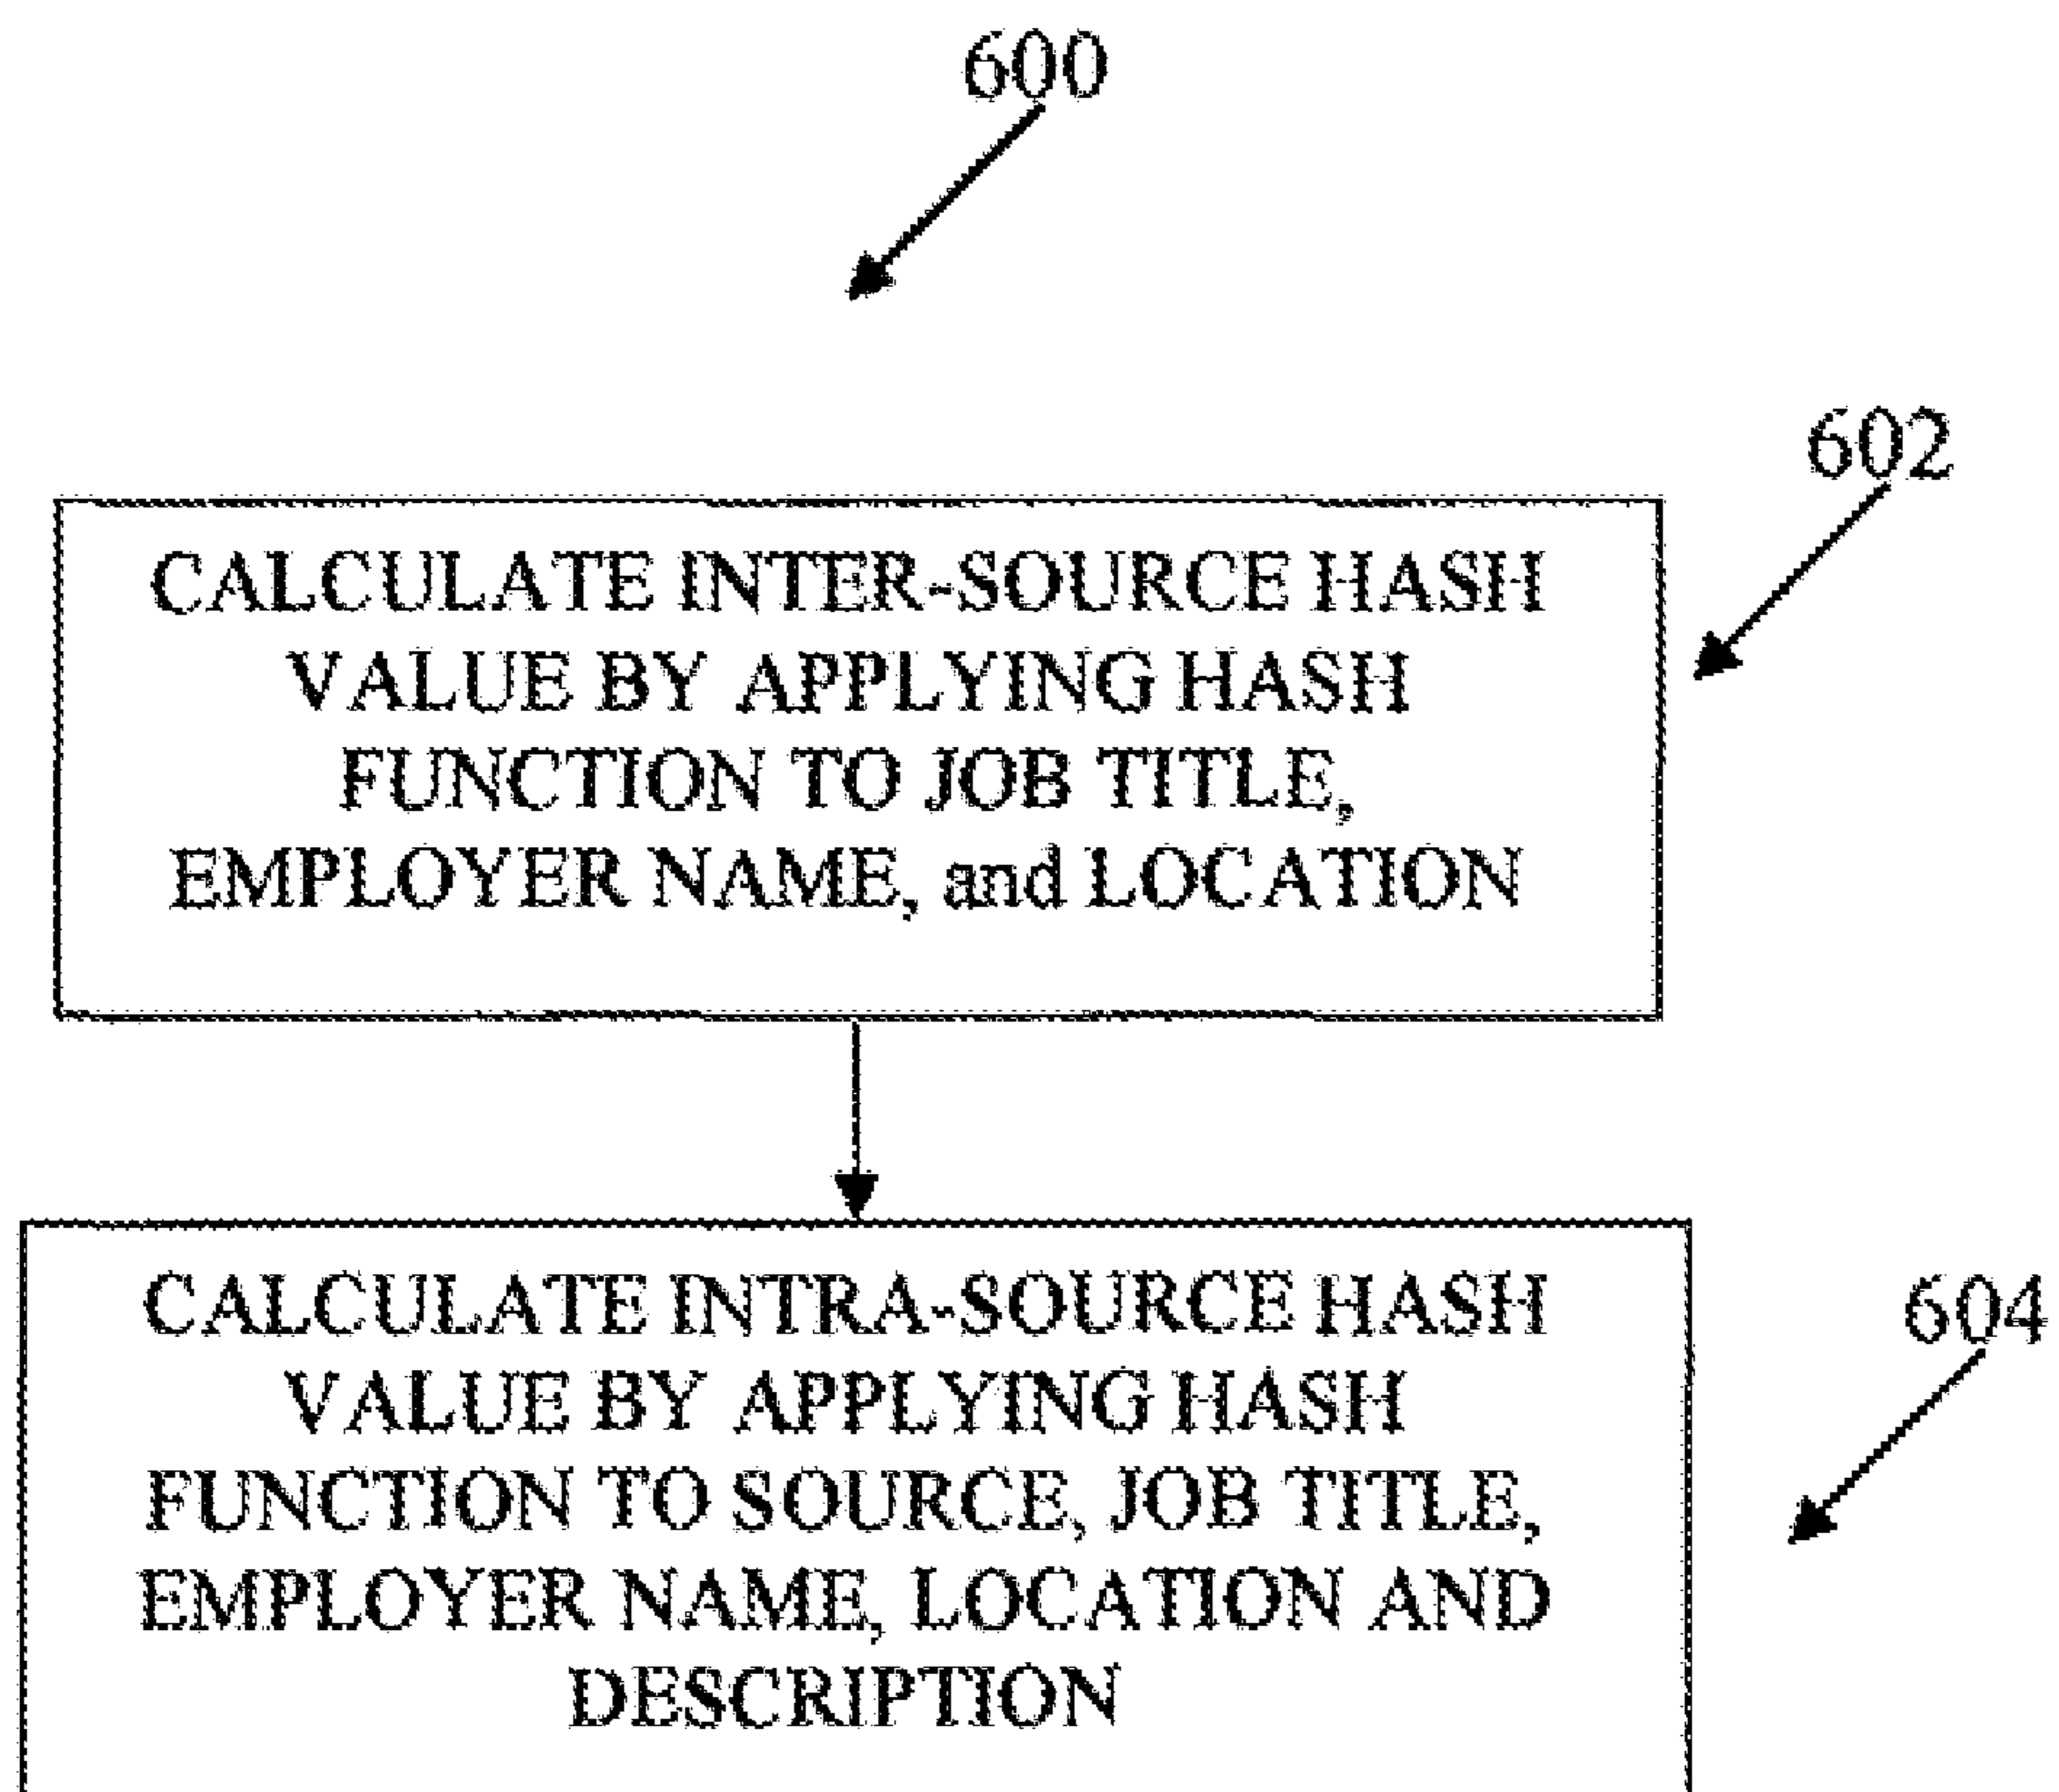 600
602
CALCULATE INTER-SOURCE HASH
VALUE BY APPLYING HASH
FUNCTION TO JOB TITLE,
EMPLOYER NAME, and LOCATION
604
CALCULATE INTRA-SOURCE HASH
VALUE BY APPLYING HASH
FUNCTION TO SOURCE, JOB TITLE,
EMPLOYER NAME, LOCATION AND
DESCRIPTION